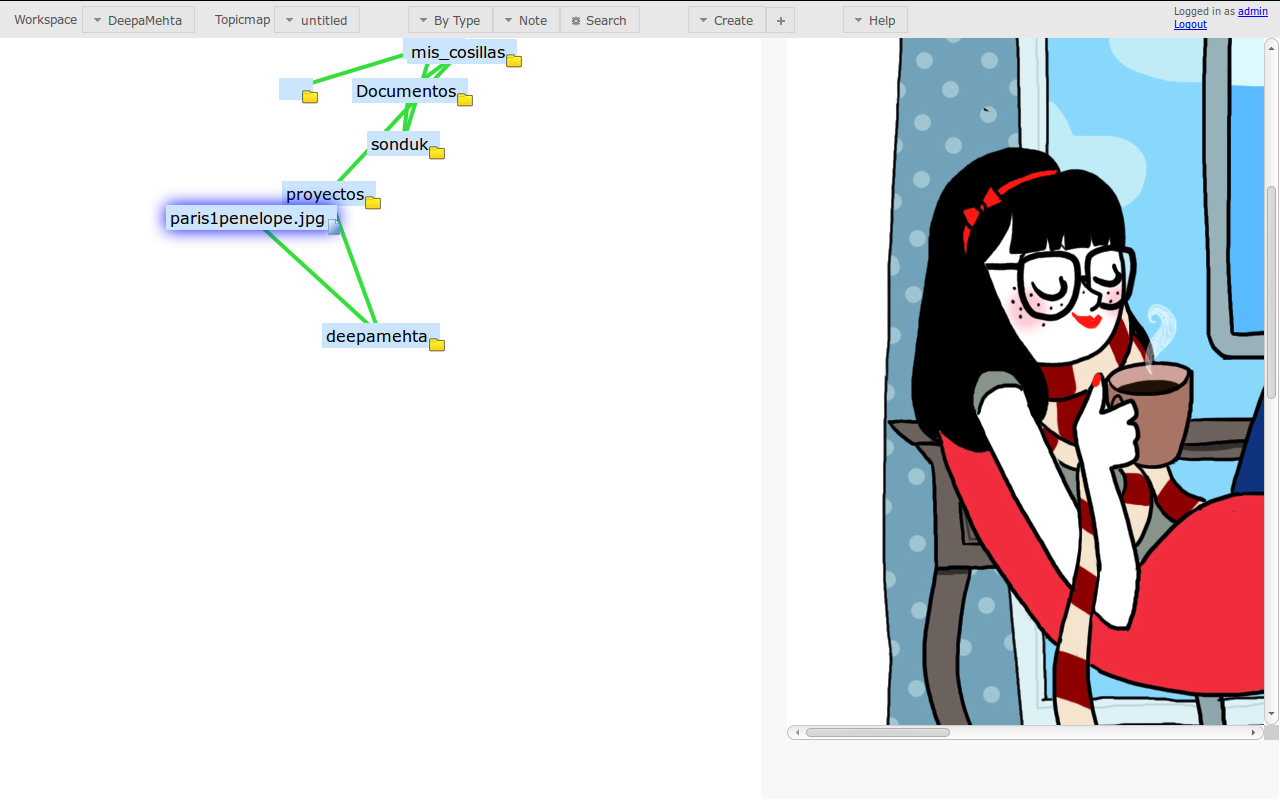 Workspace DeepaMehta Topicmap untitled By Type Note Search Create + Help
Logged in as admin
Logout
mis_cosillas
Documentos
sonduk
proyectos
paris1penelope.jpg
deepamehta